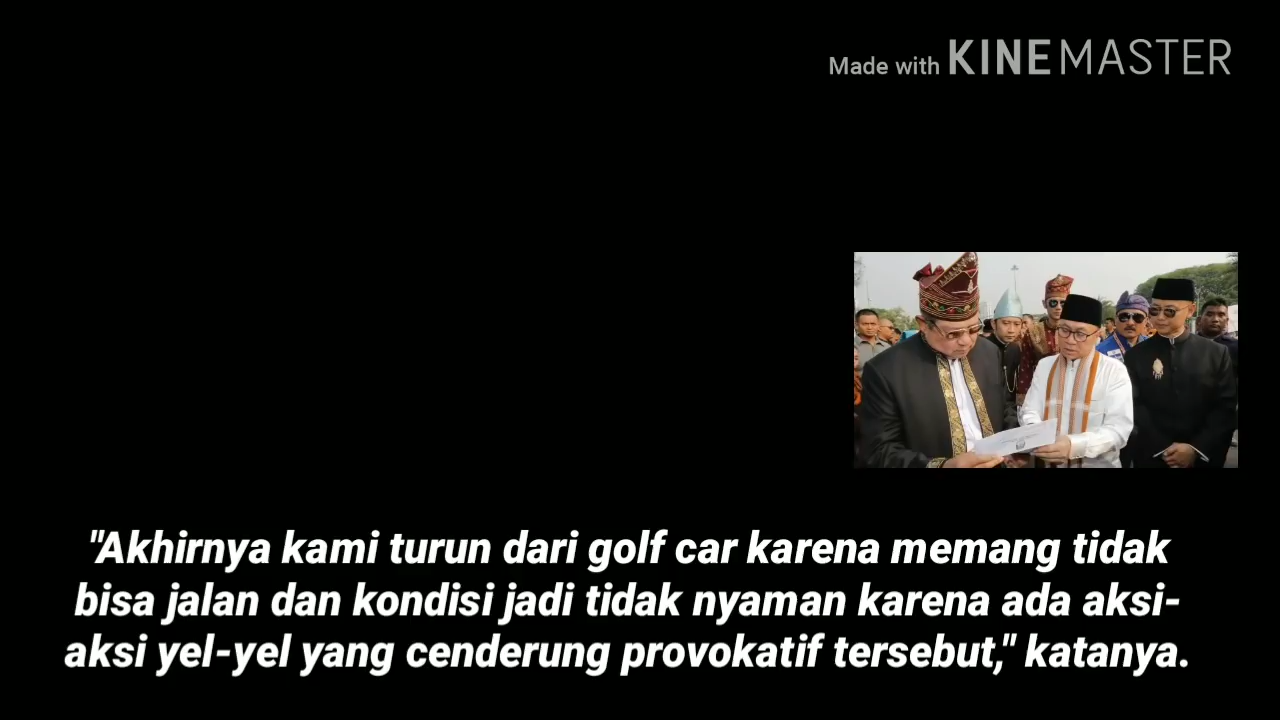 Made with KINEMASTER
"Akhirnya kami turun dari golf car karena memang tidak
bisa jalan dan kondisi jadi tidak nyaman karena ada aksi-
aksi yel-yel yang cenderung provokatif tersebut," katanya.